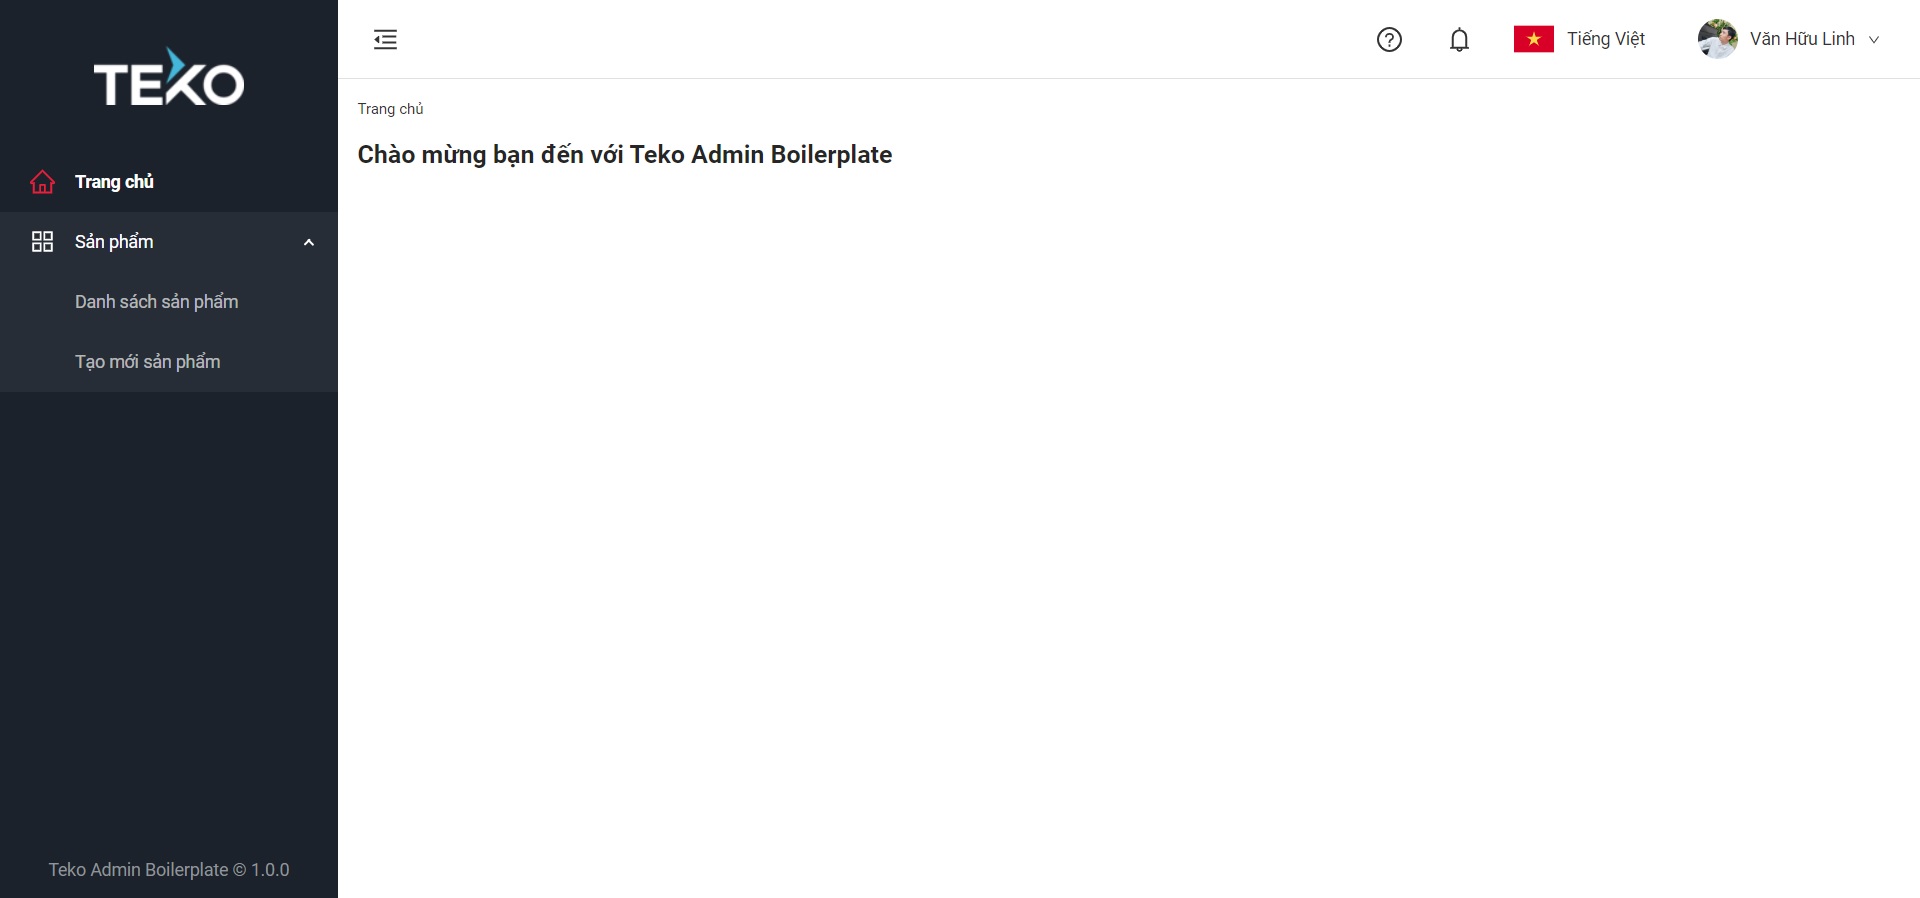 TEKO
Trang chủ
Sản phẩm
Danh sách sản phẩm
Tạo mới sản phẩm
Teko Admin Boilerplate © 1.0.0
Tiếng Việt
Văn Hữu Linh
Trang chủ
Chào mừng bạn đến với Teko Admin Boilerplate